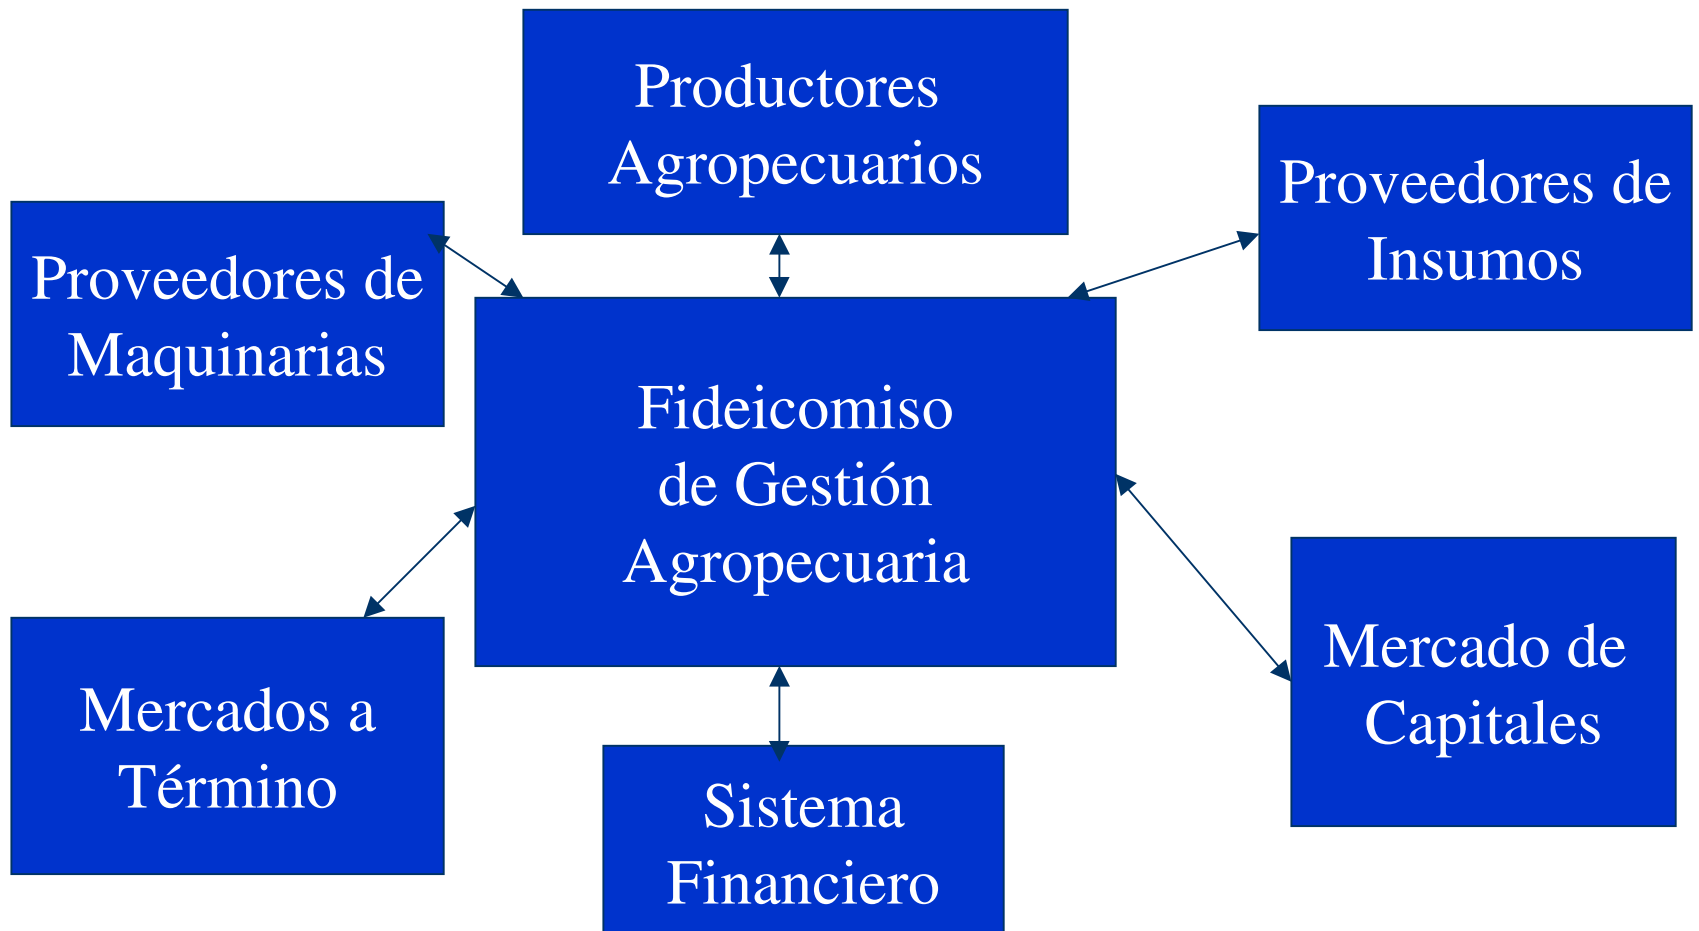 Productores
Agropecuarios
Proveedores de
Insumos
Proveedores de
Maquinarias
Fideicomiso
de Gestión
Agropecuaria
Mercado de
Capitales
Mercados a
Término
Sistema
Financiero